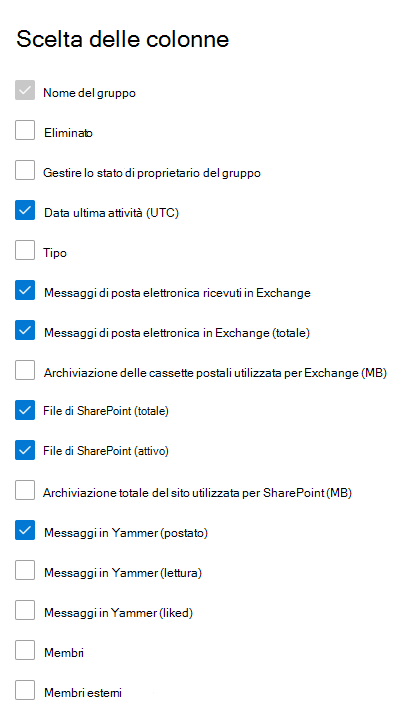 Scelta delle colonne
Nome del gruppo
Eliminato
Gestire lo stato di proprietario del gruppo
Data ultima attività (UTC)
Tipo
Messaggi di posta elettronica ricevuti in Exchange
Messaggi di posta elettronica in Exchange (totale)
Archiviazione delle cassette postali utilizzata per Exchange (MB)
File di SharePoint (totale)
File di SharePoint (attivo)
Archiviazione totale del sito utilizzata per SharePoint (MB)
Messaggi in Yammer (postato)
Messaggi in Yammer (lettura)
Messaggi in Yammer (liked)
Membri
Membri esterni